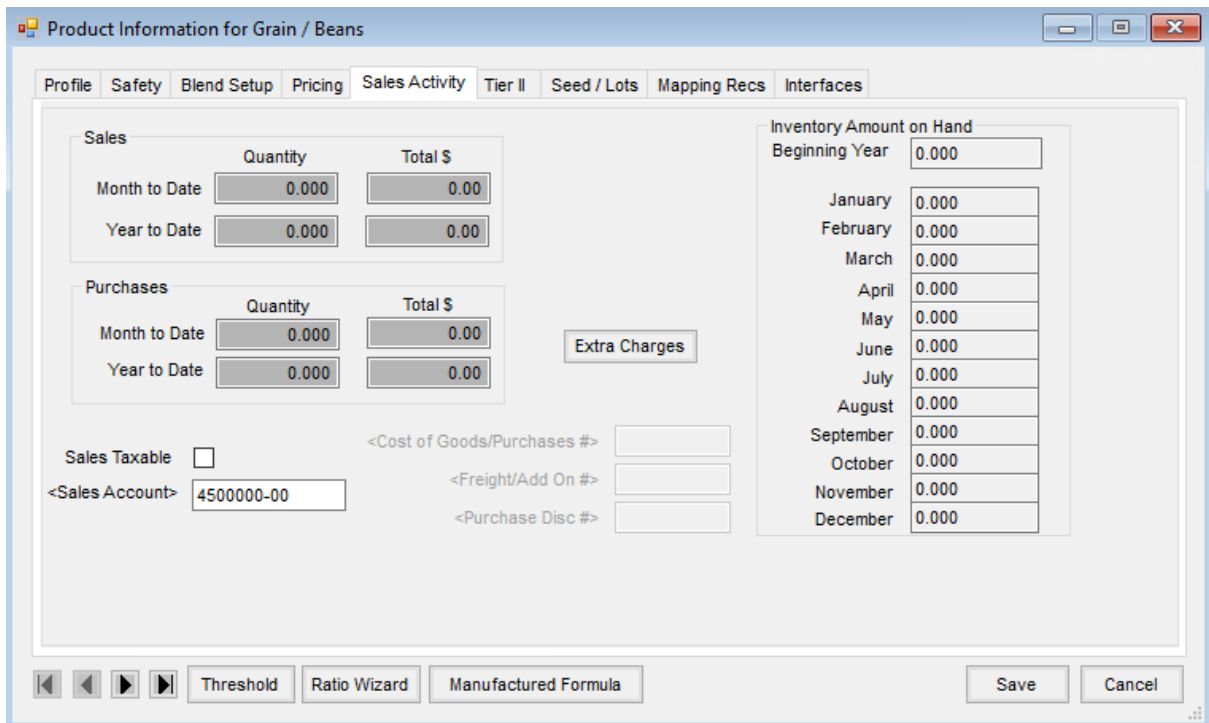 Product Information for Grain / Beans
Profile Safety Blend Setup Pricing Sales Activity Tier II Seed / Lots Mapping Recs Interfaces
Sales
Quantity Total $
Month to Date 0.000 0.00
Year to Date 0.000 0.00
Purchases
Quantity Total $
Month to Date 0.000 0.00
Year to Date 0.000 0.00
Extra Charges
Sales Taxable
<Sales Account> 4500000-00
<Cost of Goods/Purchases #>
<Freight/Add On #>
<Purchase Disc #>
Inventory Amount on Hand
Beginning Year 0.000
January 0.000
February 0.000
March 0.000
April 0.000
May 0.000
June 0.000
July 0.000
August 0.000
September 0.000
October 0.000
November 0.000
December 0.000
Threshold Ratio Wizard Manufactured Formula Save Cancel